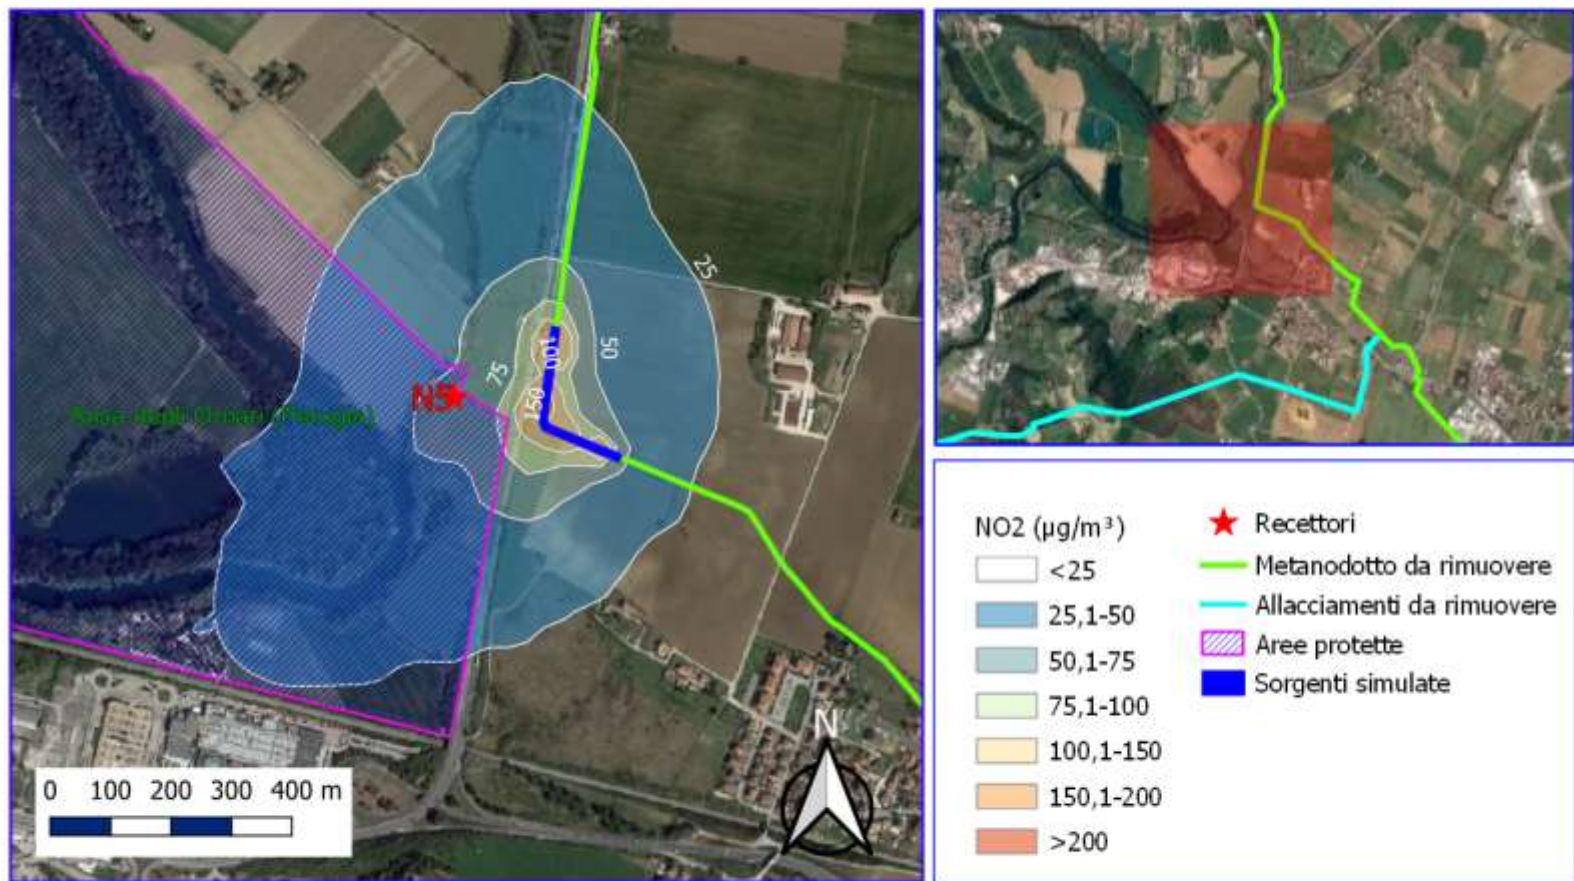 25
50
75
100
150
N5
N
0 100 200 300 400 m
NO2 (µg/m³)
<25
25,1-50
50,1-75
75,1-100
100,1-150
150,1-200
>200
Recettori
Metanodotto da rimuovere
Allacciamenti da rimuovere
Aree protette
Sorgenti simulate